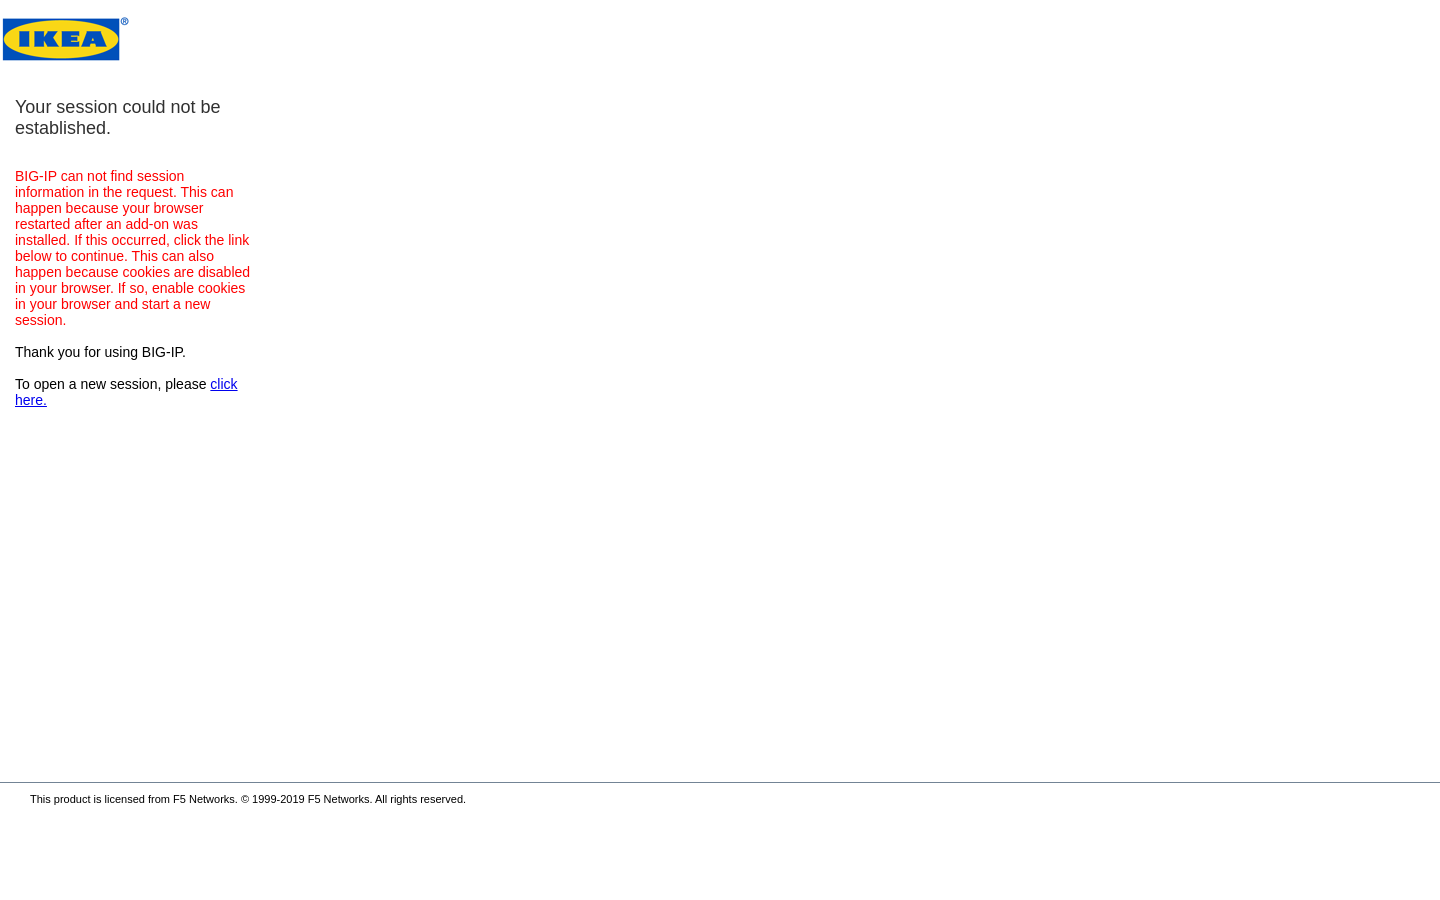 IKEA®
Your session could not be
established.
BIG-IP can not find session
information in the request. This can
happen because your browser
restarted after an add-on was
installed. If this occurred, click the link
below to continue. This can also
happen because cookies are disabled
in your browser. If so, enable cookies
in your browser and start a new
session.
Thank you for using BIG-IP.
To open a new session, please click
here.
This product is licensed from F5 Networks. © 1999-2019 F5 Networks. All rights reserved.